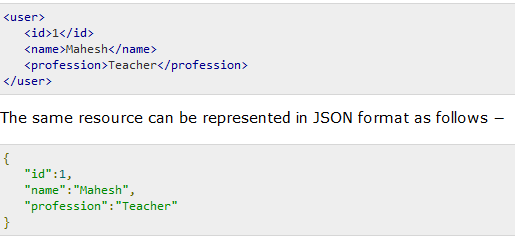 <user>
   <id>1</id>
   <name>Mahesh</name>
   <profession>Teacher</profession>
</user>
The same resource can be represented in JSON format as follows −
{
   "id":1,
   "name":"Mahesh",
   "profession":"Teacher"
}